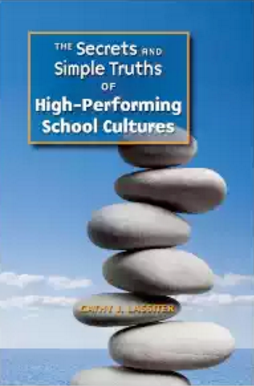 THE Secrets AND
Simple Truths
OF
High-Performing
School Cultures
CATHY J. LASSITER